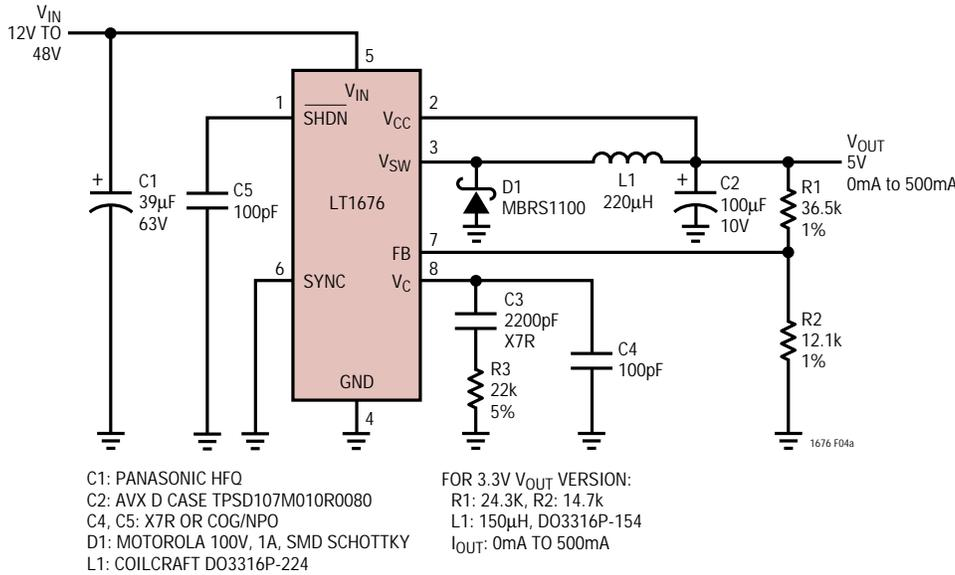 VIN
12V TO
48V
5
VIN
1
SHDN
VCC
2
VSW
3
LT1676
FB
7
6
SYNC
VC
8
GND
4
+
C1
39µF
63V
C5
100pF
D1
MBRS1100
L1
220µH
+
C2
100µF
10V
VOUT
5V
0mA to 500mA
R1
36.5k
1%
R2
12.1k
1%
C3
2200pF
X7R
R3
22k
5%
C4
100pF
1676 F04a
C1: PANASONIC HFQ
C2: AVX D CASE TPSD107M010R0080
C4, C5: X7R OR COG/NPO
D1: MOTOROLA 100V, 1A, SMD SCHOTTKY
L1: COILCRAFT DO3316P-224
FOR 3.3V VOUT VERSION:
R1: 24.3K, R2: 14.7k
L1: 150µH, DO3316P-154
IOUT: 0mA TO 500mA